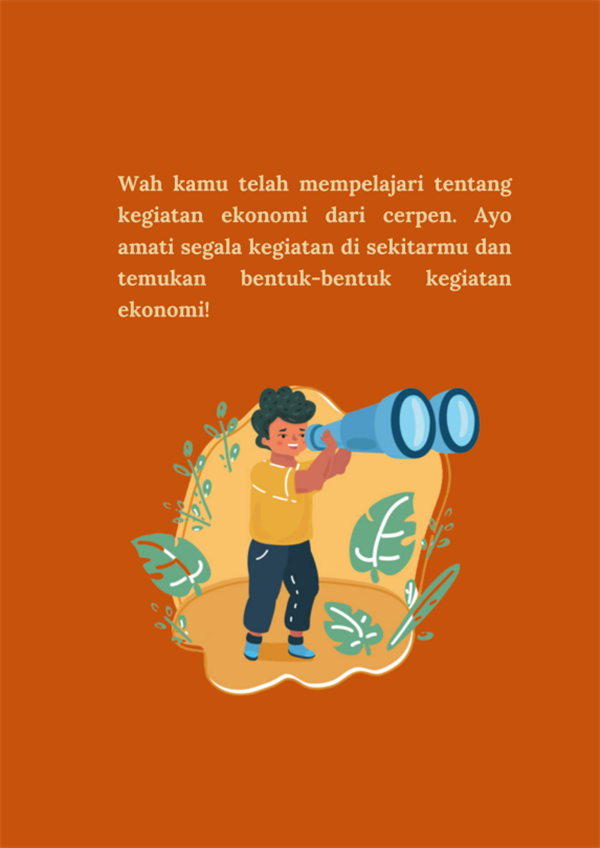 Wah kamu telah mempelajari tentang
kegiatan ekonomi dari cerpen. Ayo
amati segala kegiatan di sekitarmu dan
temukan bentuk-bentuk kegiatan
ekonomi!